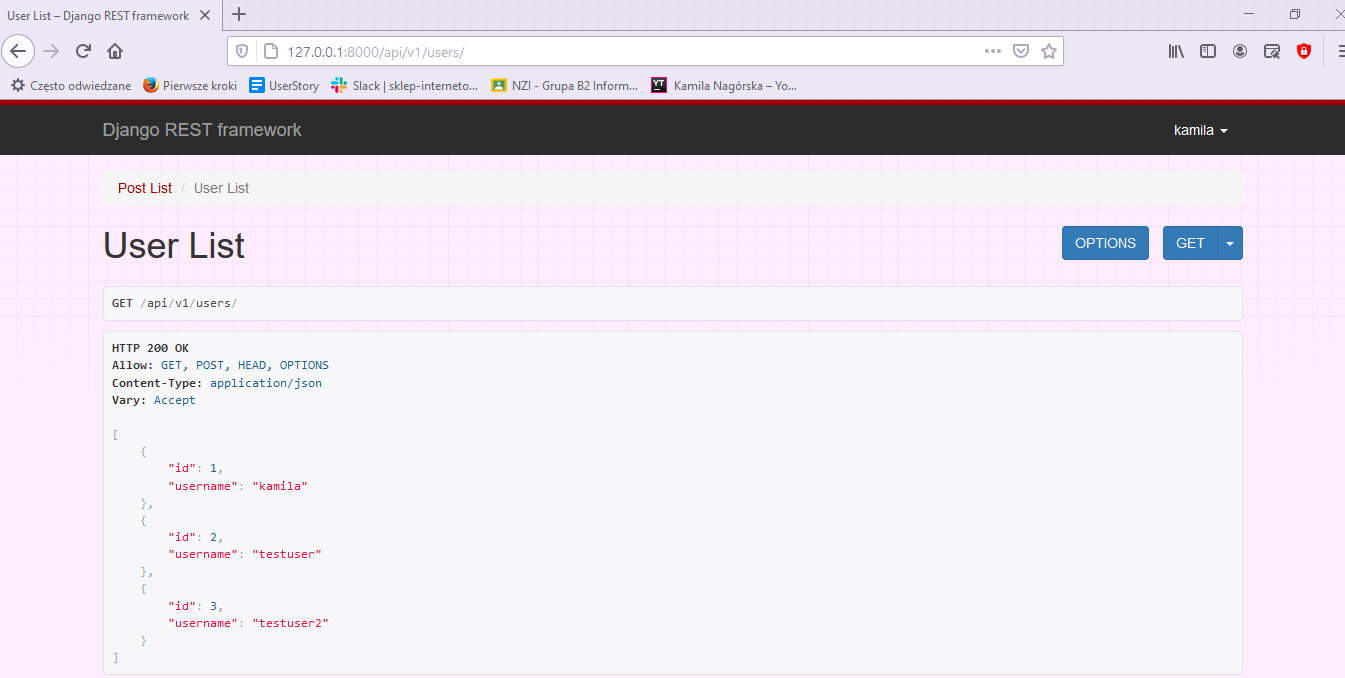 User List – Django REST framework
127.0.0.1:8000/api/v1/users/
Często odwiedzane
Pierwsze kroki
UserStory
Slack | sklep-interneto...
NZI - Grupa B2 Inform...
YT
Kamila Nagórska – Yo...
Django REST framework
kamila
Post List / User List
User List
OPTIONS
GET
GET /api/v1/users/
HTTP 200 OK
Allow: GET, POST, HEAD, OPTIONS
Content-Type: application/json
Vary: Accept
[
    {
        "id": 1,
        "username": "kamila"
    },
    {
        "id": 2,
        "username": "testuser"
    },
    {
        "id": 3,
        "username": "testuser2"
    }
]